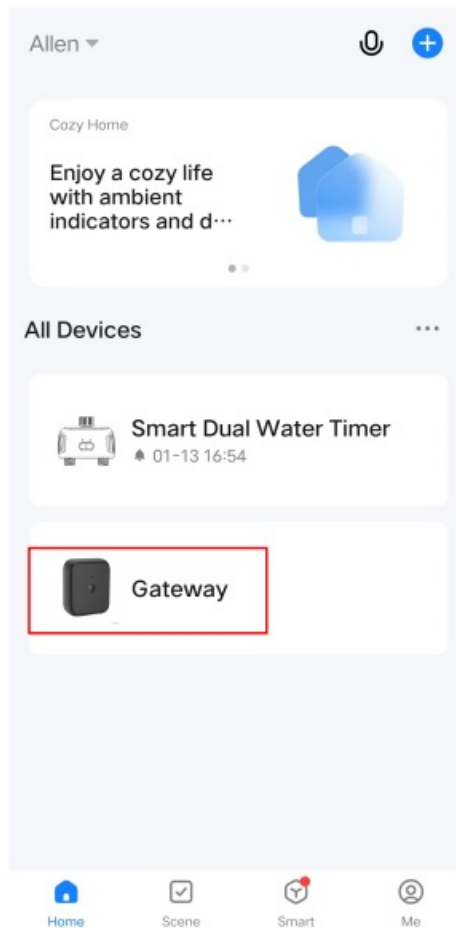 Allen
Cozy Home
Enjoy a cozy life
with ambient
indicators and d···
All Devices
Smart Dual Water Timer
01-13 16:54
Gateway
Home
Scene
Smart
Me